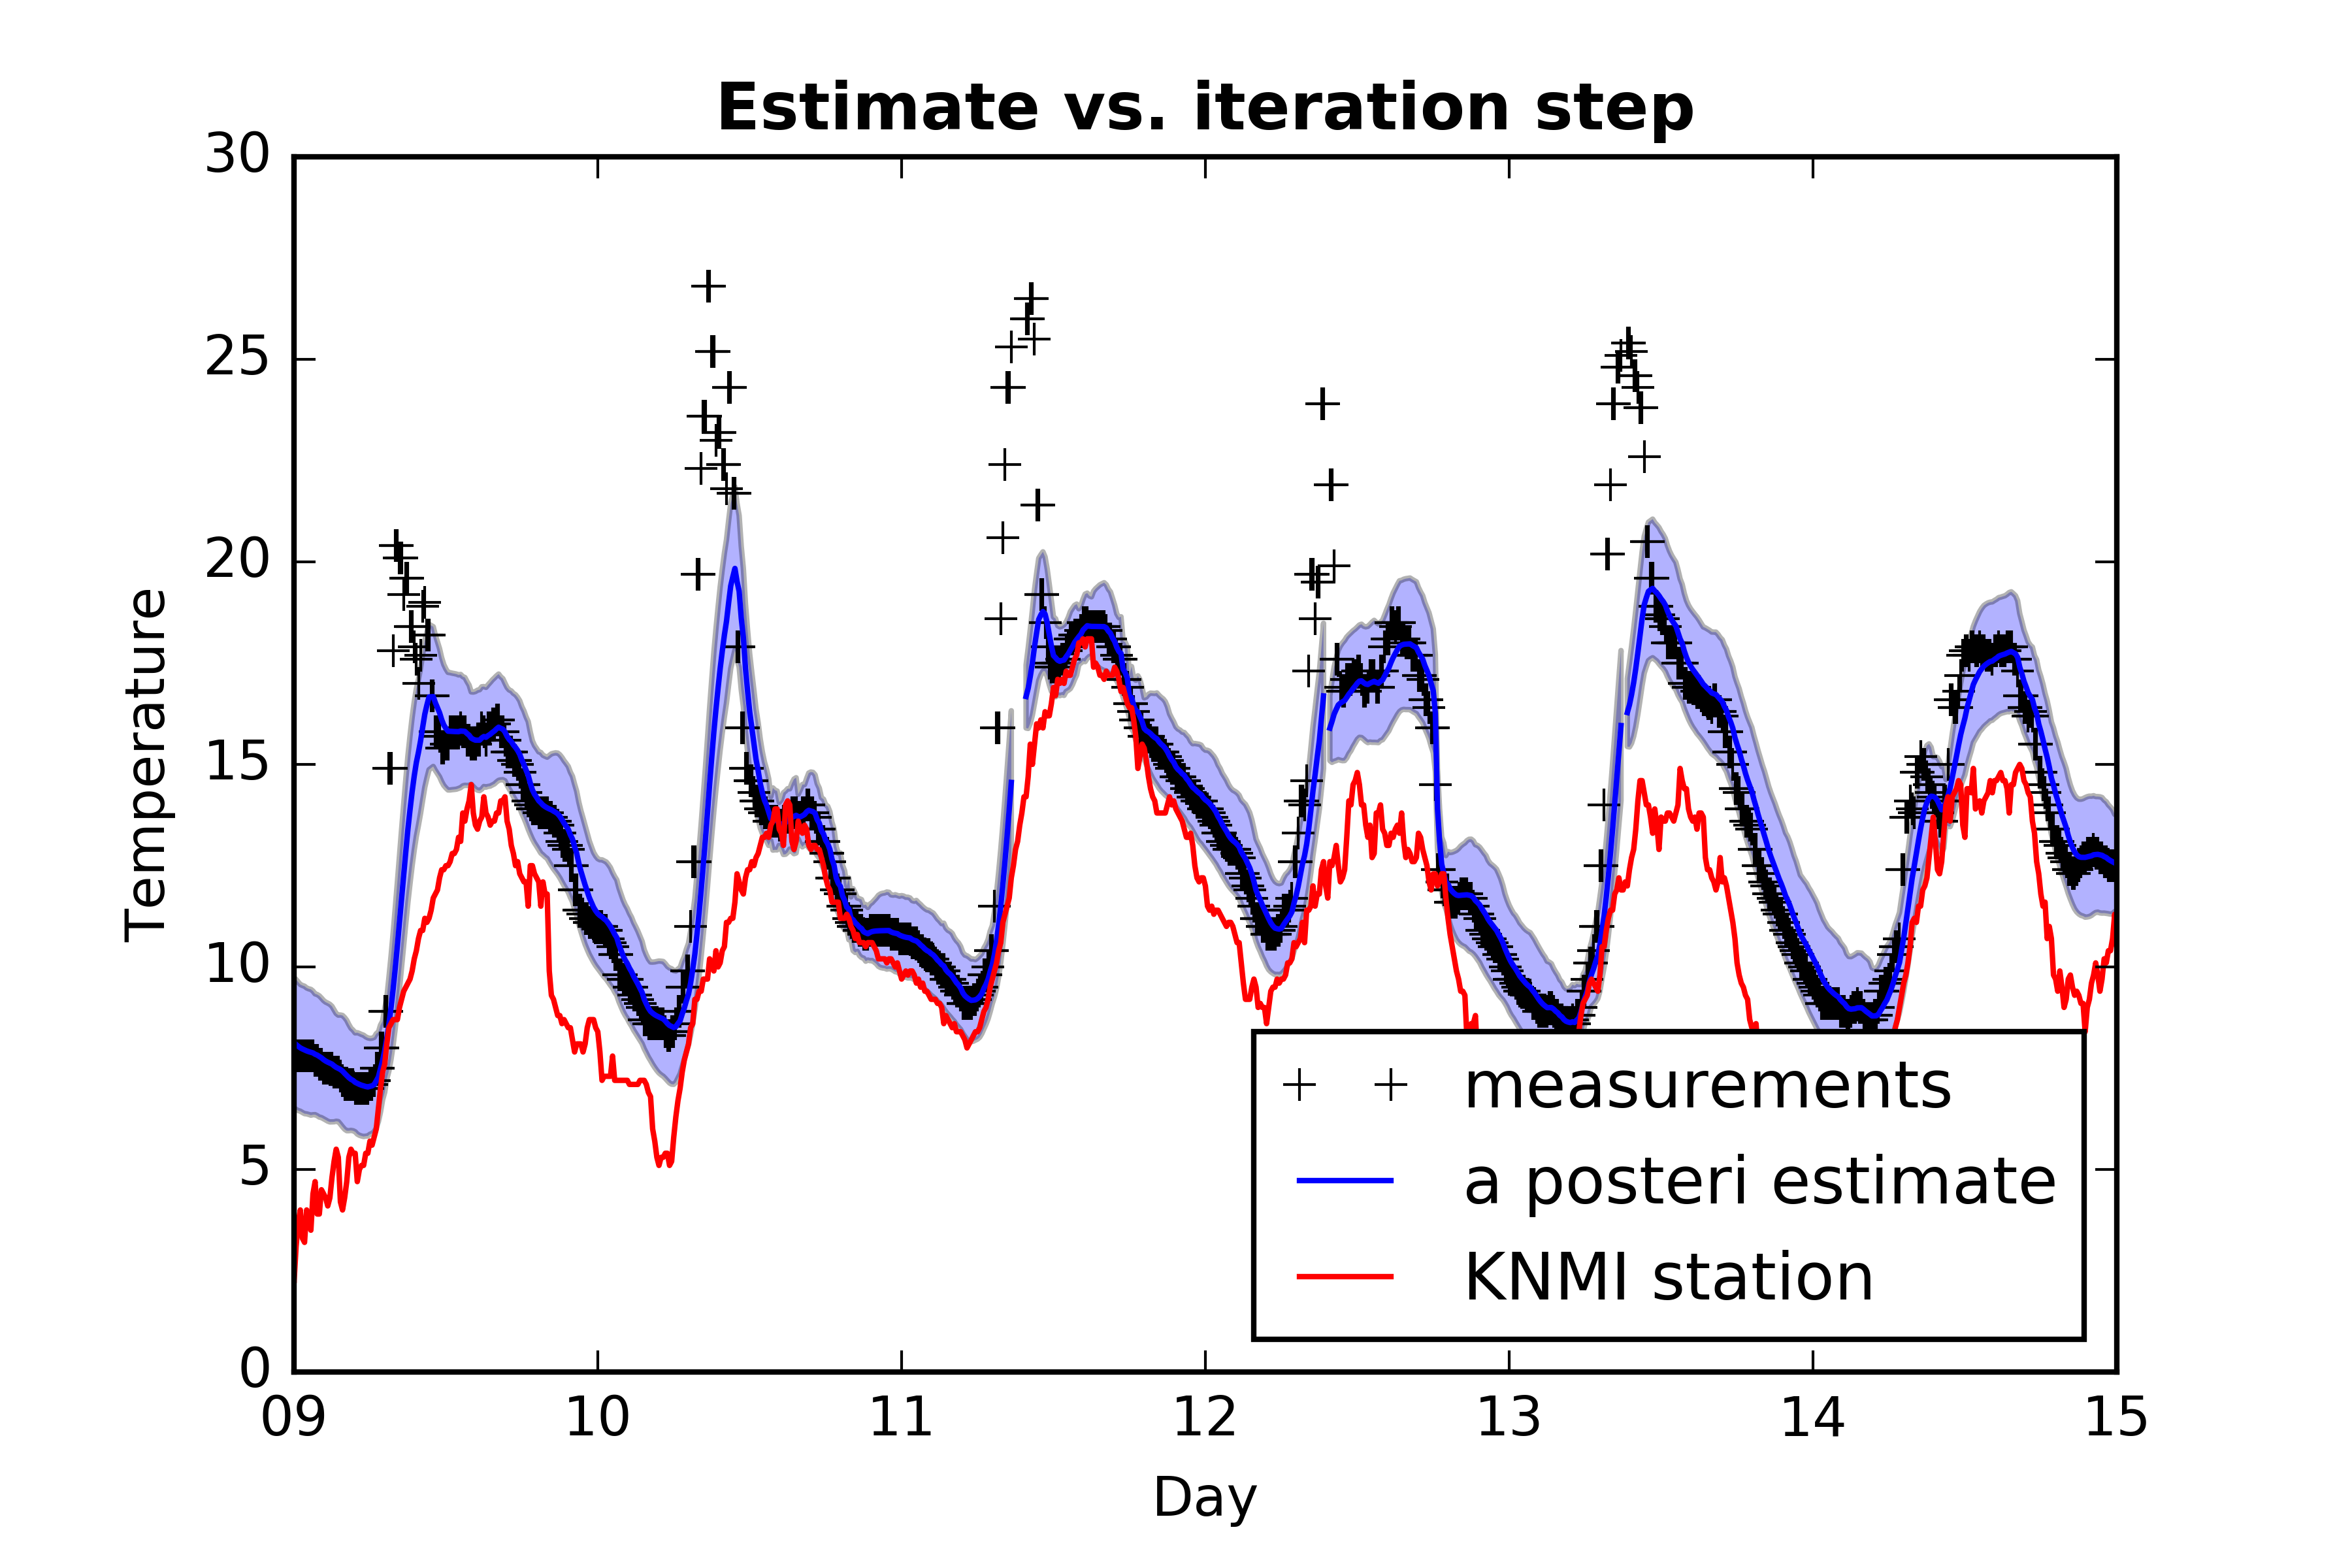 Estimate vs. iteration step
30
25
20
15
10
5
0
Temperature
09 10 11 12 13 14 15
Day
measurements
a posteri estimate
KNMI station